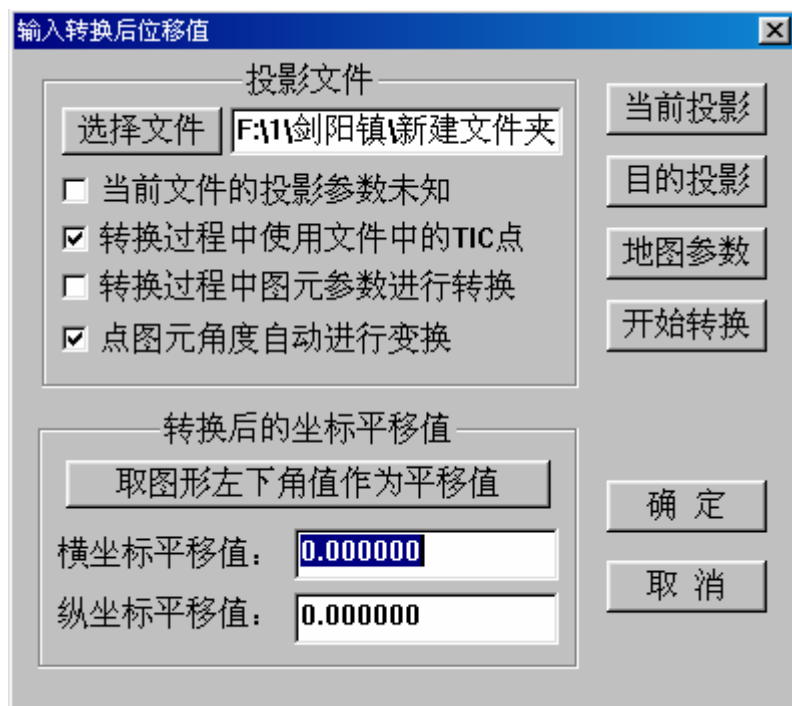 输入转换后位移值
投影文件
选择文件 F:\1\剑阳镇\新建文件夹
当前文件的投影参数未知
转换过程中使用文件中的TIC点
转换过程中图元参数进行转换
点图元角度自动进行变换
当前投影
目的投影
地图参数
开始转换
转换后的坐标平移值
取图形左下角值作为平移值
横坐标平移值: 0.000000
纵坐标平移值: 0.000000
确 定
取 消